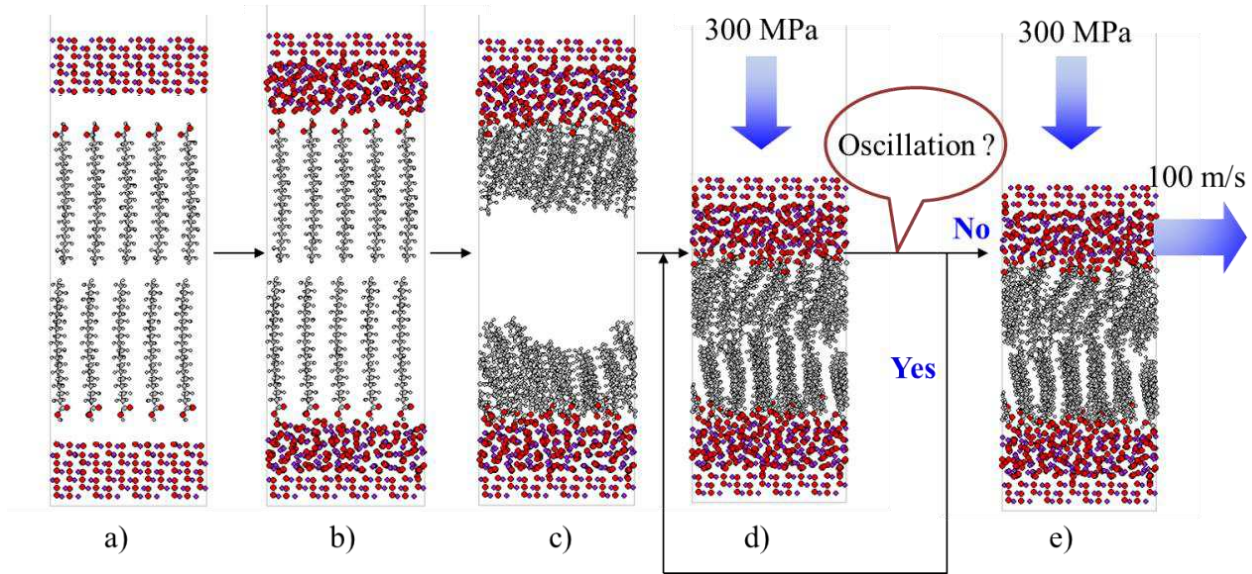 300 MPa
300 MPa
Oscillation ?
100 m/s
No
Yes
a)
b)
c)
d)
e)